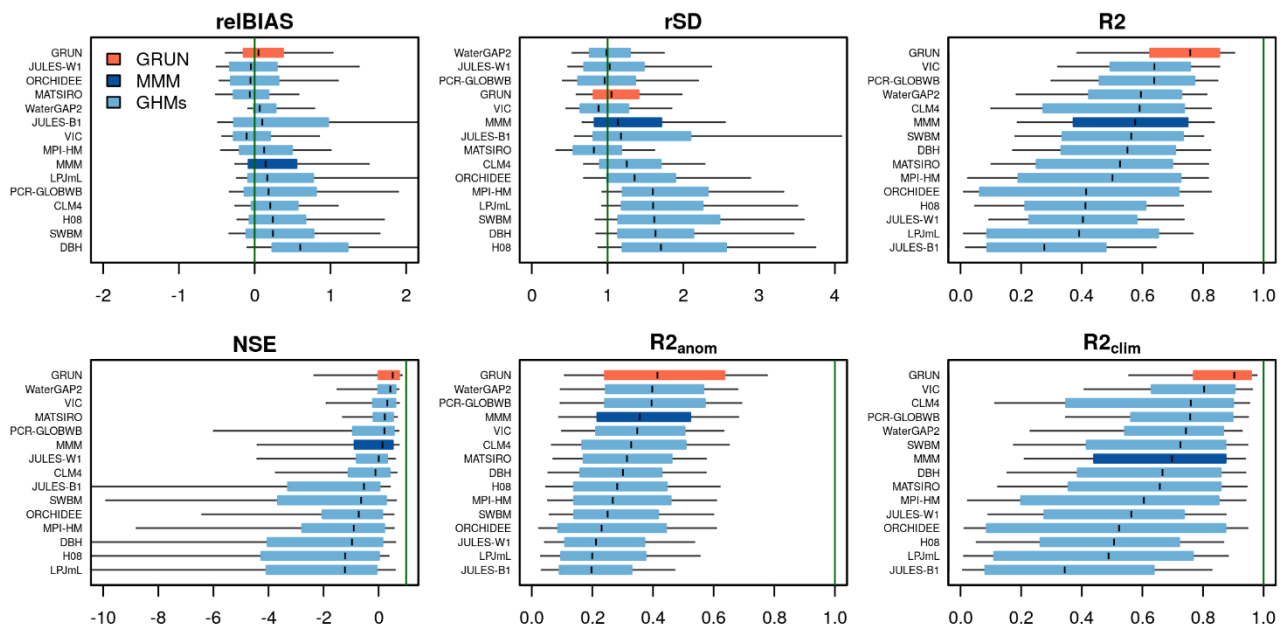 relBIAS
GRUN
JULES-W1
ORCHIDEE
MATSIRO
WaterGAP2
JULES-B1
VIC
MPI-HM
MMM
LPJmL
PCR-GLOBWB
CLM4
H08
SWBM
DBH
GRUN
MMM
GHMs
-2 -1 0 1 2
rSD
WaterGAP2
JULES-W1
PCR-GLOBWB
GRUN
VIC
MMM
JULES-B1
MATSIRO
CLM4
ORCHIDEE
MPI-HM
LPJmL
SWBM
DBH
H08
0 1 2 3 4
R2
GRUN
VIC
PCR-GLOBWB
WaterGAP2
CLM4
MMM
SWBM
DBH
MATSIRO
MPI-HM
ORCHIDEE
H08
JULES-W1
LPJmL
JULES-B1
0.0 0.2 0.4 0.6 0.8 1.0
NSE
GRUN
WaterGAP2
VIC
MATSIRO
PCR-GLOBWB
MMM
JULES-W1
CLM4
JULES-B1
SWBM
ORCHIDEE
MPI-HM
DBH
H08
LPJmL
-10 -8 -6 -4 -2 0
R2anom
GRUN
WaterGAP2
PCR-GLOBWB
MMM
VIC
CLM4
MATSIRO
DBH
H08
MPI-HM
SWBM
ORCHIDEE
JULES-W1
LPJmL
JULES-B1
0.0 0.2 0.4 0.6 0.8 1.0
R2clim
GRUN
VIC
CLM4
PCR-GLOBWB
WaterGAP2
SWBM
MMM
DBH
MATSIRO
MPI-HM
JULES-W1
ORCHIDEE
H08
LPJmL
JULES-B1
0.0 0.2 0.4 0.6 0.8 1.0